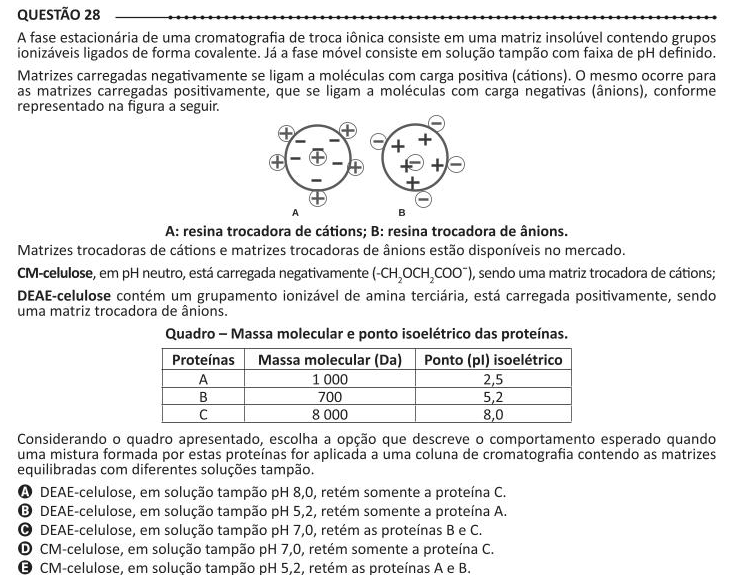 QUESTÃO 28
A fase estacionária de uma cromatografia de troca iônica consiste em uma matriz insolúvel contendo grupos
ionizáveis ligados de forma covalente. Já a fase móvel consiste em solução tampão com faixa de pH definido.
Matrizes carregadas negativamente se ligam a moléculas com carga positiva (cátions). O mesmo ocorre para
as matrizes carregadas positivamente, que se ligam a moléculas com carga negativas (ânions), conforme
representado na figura a seguir.
A B
A: resina trocadora de cátions; B: resina trocadora de ânions.
Matrizes trocadoras de cátions e matrizes trocadoras de ânions estão disponíveis no mercado.
CM-celulose, em pH neutro, está carregada negativamente (-CH₂OCH₂COO⁻), sendo uma matriz trocadora de cátions;
DEAE-celulose contém um grupamento ionizável de amina terciária, está carregada positivamente, sendo
uma matriz trocadora de ânions.
Quadro – Massa molecular e ponto isoelétrico das proteínas.
Proteínas Massa molecular (Da) Ponto (pI) isoelétrico
A 1 000 2,5
B 700 5,2
C 8 000 8,0
Considerando o quadro apresentado, escolha a opção que descreve o comportamento esperado quando
uma mistura formada por estas proteínas for aplicada a uma coluna de cromatografia contendo as matrizes
equilibradas com diferentes soluções tampão.
A DEAE-celulose, em solução tampão pH 8,0, retém somente a proteína C.
B DEAE-celulose, em solução tampão pH 5,2, retém somente a proteína A.
C DEAE-celulose, em solução tampão pH 7,0, retém as proteínas B e C.
D CM-celulose, em solução tampão pH 7,0, retém somente a proteína C.
E CM-celulose, em solução tampão pH 5,2, retém as proteínas A e B.